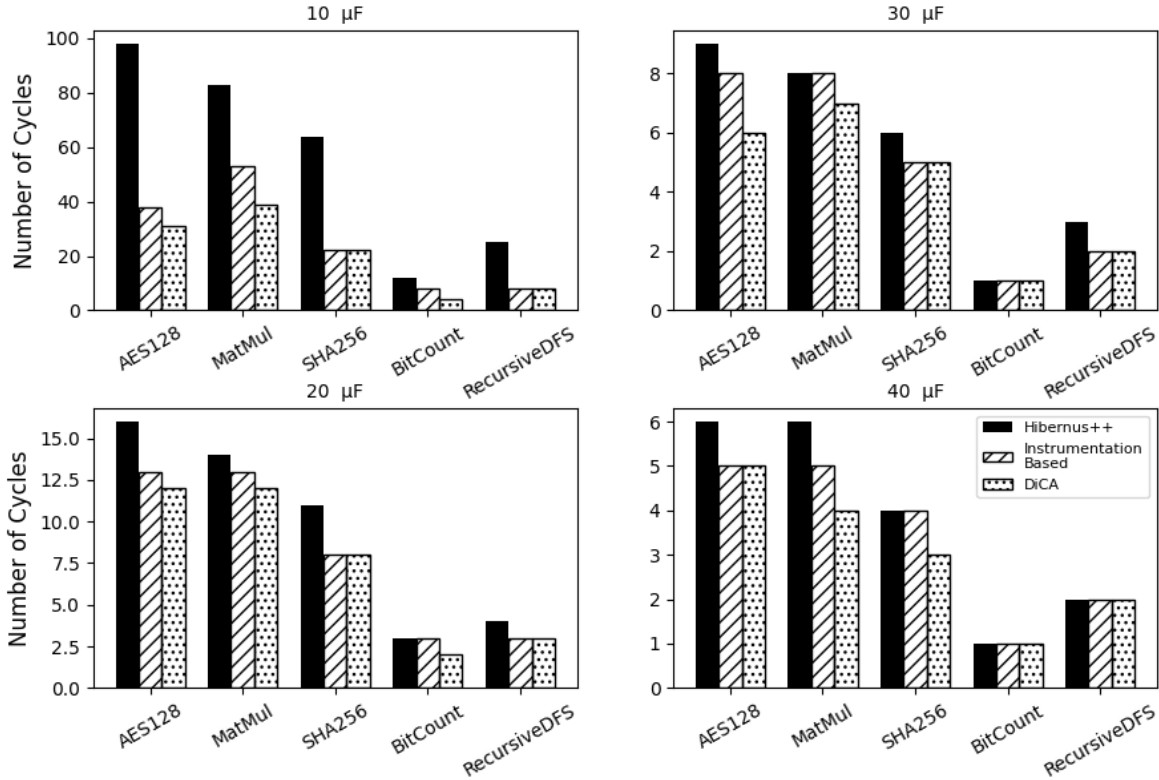 10 μF
100
80
60
40
20
0
Number of Cycles
AES128
MatMul
SHA256
BitCount
RecursiveDFS
30 μF
8
6
4
2
0
AES128
MatMul
SHA256
BitCount
RecursiveDFS
20 μF
15.0
12.5
10.0
7.5
5.0
2.5
0.0
Number of Cycles
AES128
MatMul
SHA256
BitCount
RecursiveDFS
40 μF
6
5
4
3
2
1
0
Hibernus++
Instrumentation
Based
DiCA
AES128
MatMul
SHA256
BitCount
RecursiveDFS